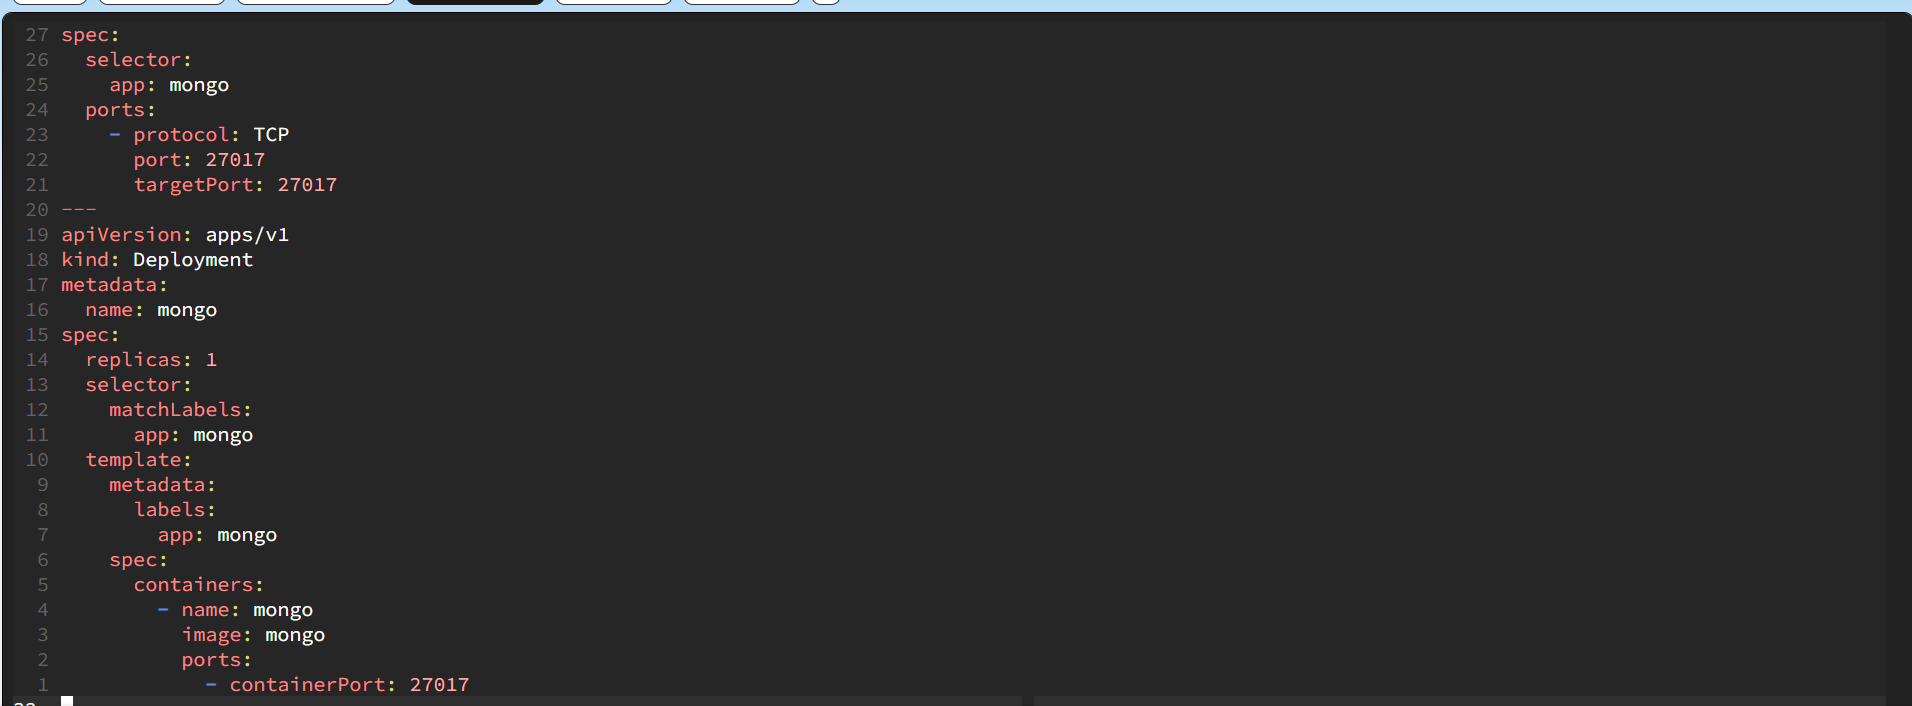 27 spec:
26   selector:
25     app: mongo
24   ports:
23     - protocol: TCP
22       port: 27017
21       targetPort: 27017
20 ---
19 apiVersion: apps/v1
18 kind: Deployment
17 metadata:
16   name: mongo
15 spec:
14   replicas: 1
13   selector:
12     matchLabels:
11       app: mongo
10   template:
9     metadata:
8       labels:
7         app: mongo
6     spec:
5       containers:
4         - name: mongo
3           image: mongo
2           ports:
1             - containerPort: 27017